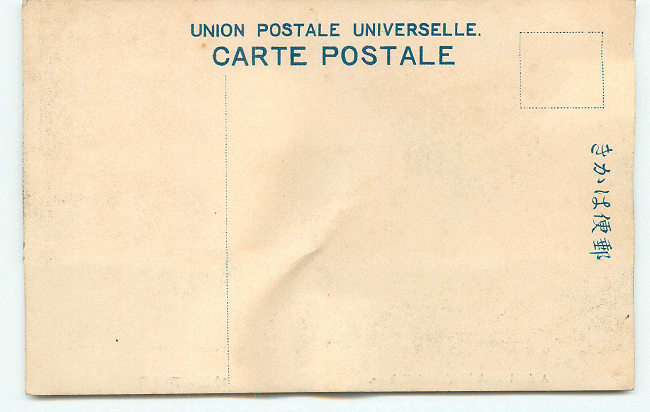 UNION POSTALE UNIVERSELLE.
CARTE POSTALE
きかは便郵